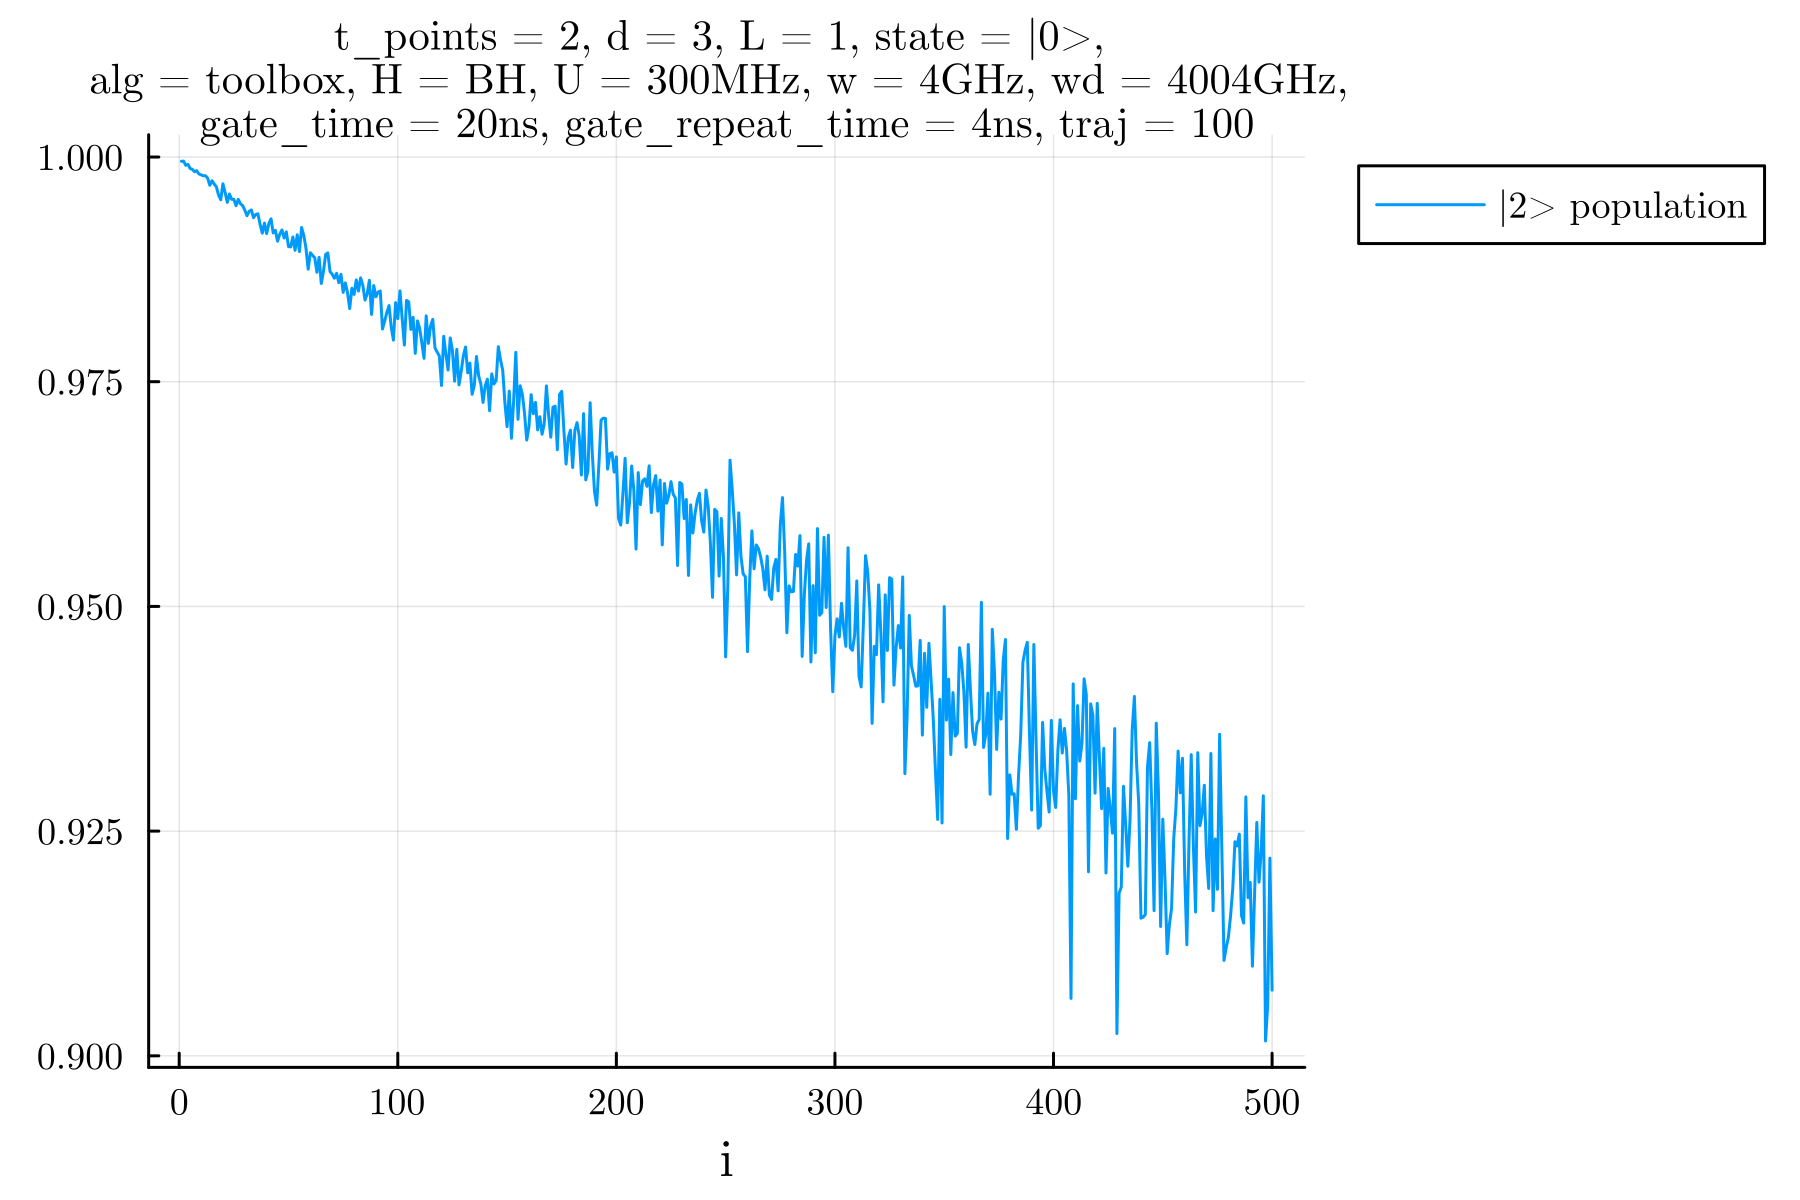 t_points = 2, d = 3, L = 1, state = |0>,
alg = toolbox, H = BH, U = 300MHz, w = 4GHz, wd = 4004GHz,
gate_time = 20ns, gate_repeat_time = 4ns, traj = 100
1.000
0.975
0.950
0.925
0.900
0 100 200 300 400 500
i
|2> population